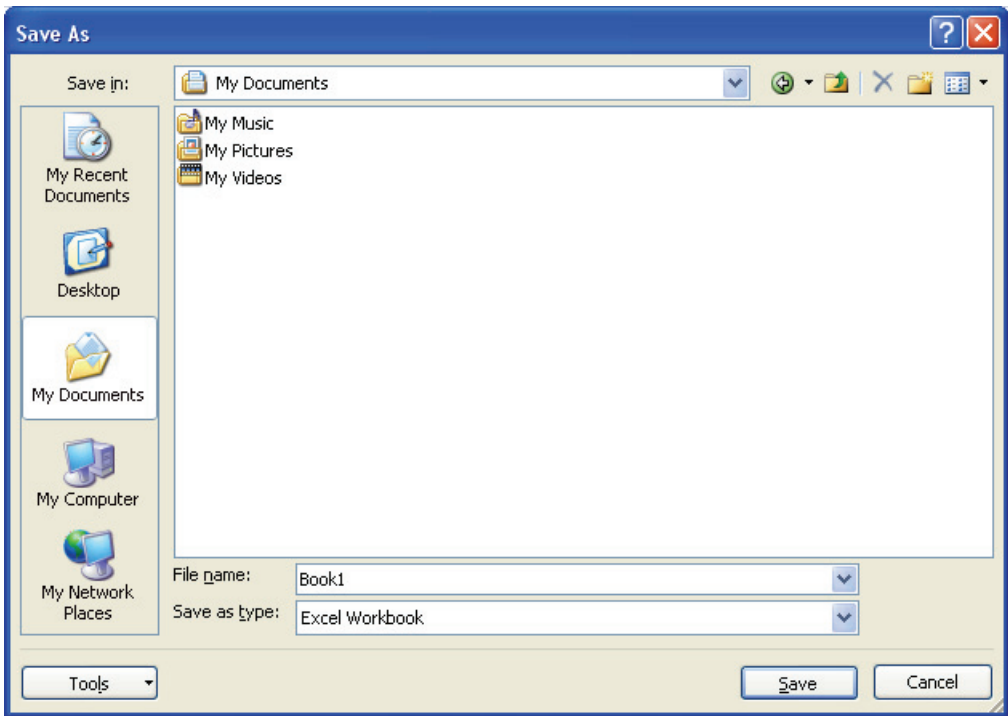 Save As
?
Save in:
My Documents
My Recent
Documents
Desktop
My Documents
My Computer
My Network
Places
My Music
My Pictures
My Videos
File name:
Book1
Save as type:
Excel Workbook
Tools
Save
Cancel